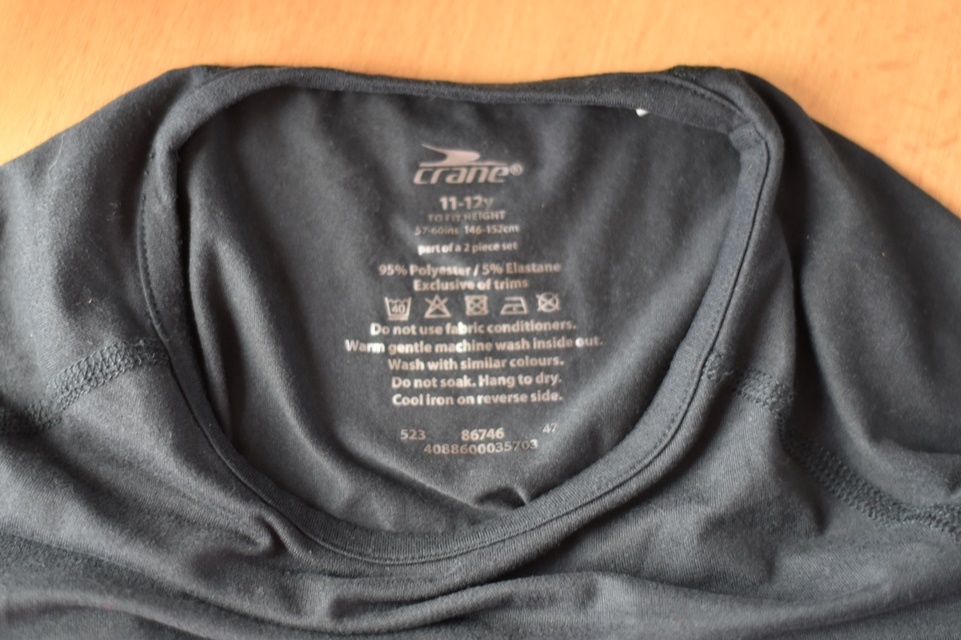 crane®
11-12y
TO FIT HEIGHT
57-60ins 146-152cm
part of a 2 piece set
95% Polyester / 5% Elastane
Exclusive of trims
40
Do not use fabric conditioners.
Warm gentle machine wash inside out.
Wash with similar colours.
Do not soak. Hang to dry.
Cool iron on reverse side.
523 86746 47
4088600035703